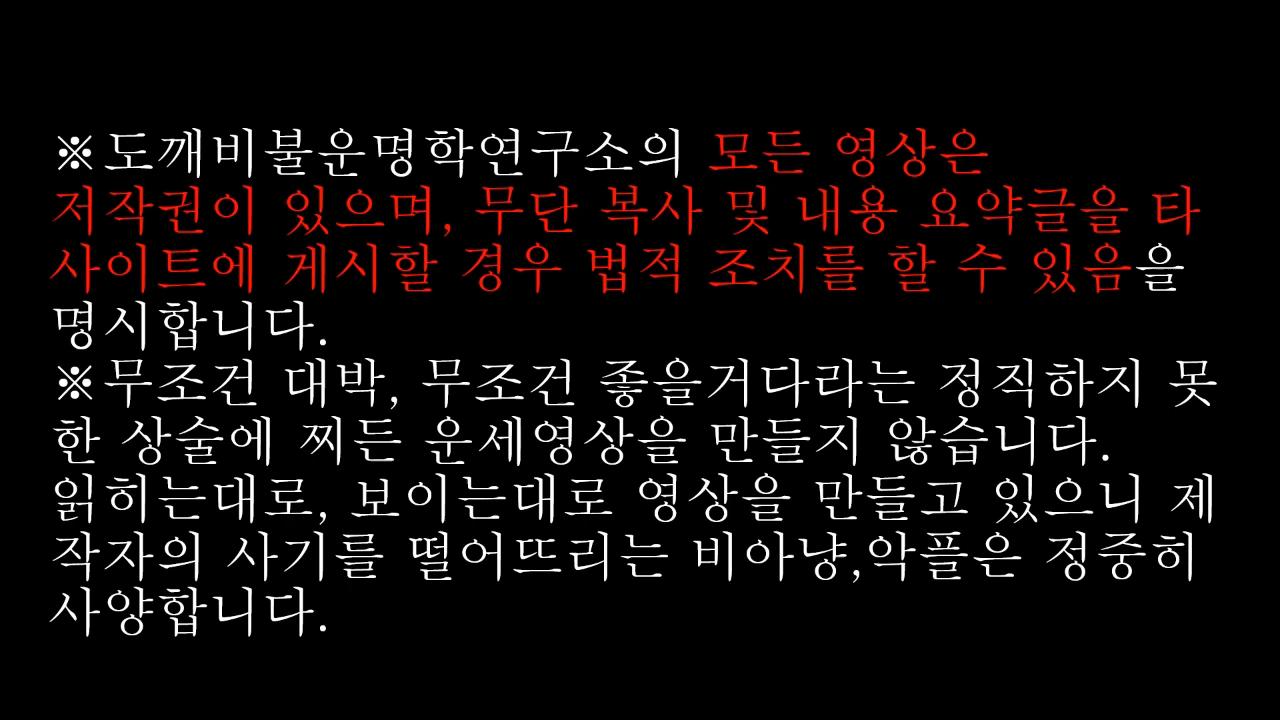 ※도깨비불운명학연구소의 모든 영상은
저작권이 있으며, 무단 복사 및 내용 요약글을 타
사이트에 게시할 경우 법적 조치를 할 수 있음을
명시합니다.
※무조건 대박, 무조건 좋을거다라는 정직하지 못
한 상술에 찌든 운세영상을 만들지 않습니다.
읽히는대로, 보이는대로 영상을 만들고 있으니 제
작자의 사기를 떨어뜨리는 비아냥,악플은 정중히
사양합니다.